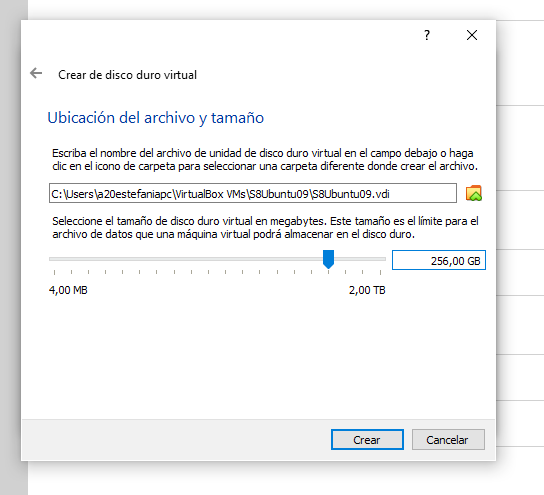 ?
Crear de disco duro virtual
Ubicación del archivo y tamaño
Escriba el nombre del archivo de unidad de disco duro virtual en el campo debajo o haga
clic en el icono de carpeta para seleccionar una carpeta diferente donde crear el archivo.
C:\Users\a20estefaniapc\VirtualBox VMs\S8Ubuntu09\S8Ubuntu09.vdi
Seleccione el tamaño de disco duro virtual en megabytes. Este tamaño es el límite para el
archivo de datos que una máquina virtual podrá almacenar en el disco duro.
256,00 GB
4,00 MB 2,00 TB
Crear Cancelar